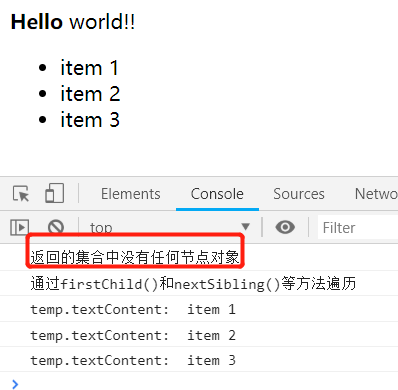 Hello world!!
item 1
item 2
item 3
Elements Console Sources Netwo
top Filter
返回的集合中没有任何节点对象
通过firstChild()和nextSibling()等方法遍历
temp.textContent: item 1
temp.textContent: item 2
temp.textContent: item 3